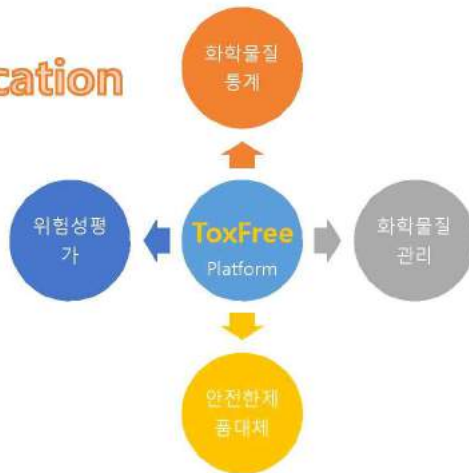 화학물질
통계
cation
위험성평
가
ToxFree
Platform
화학물질
관리
안전한제
품대체